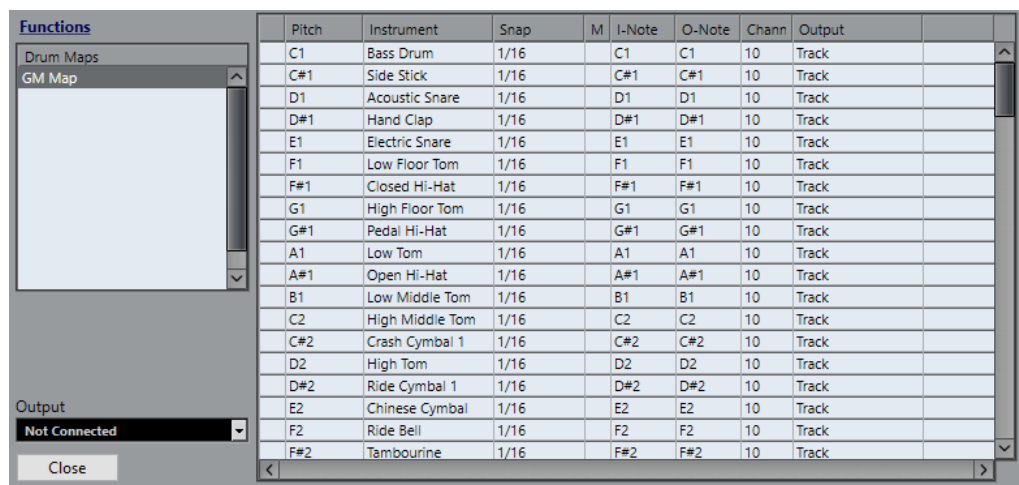 Functions
Drum Maps
GM Map
Output
Not Connected
Close
Pitch Instrument Snap M I-Note O-Note Chann Output
C1 Bass Drum 1/16 C1 C1 10 Track
C#1 Side Stick 1/16 C#1 C#1 10 Track
D1 Acoustic Snare 1/16 D1 D1 10 Track
D#1 Hand Clap 1/16 D#1 D#1 10 Track
E1 Electric Snare 1/16 E1 E1 10 Track
F1 Low Floor Tom 1/16 F1 F1 10 Track
F#1 Closed Hi-Hat 1/16 F#1 F#1 10 Track
G1 High Floor Tom 1/16 G1 G1 10 Track
G#1 Pedal Hi-Hat 1/16 G#1 G#1 10 Track
A1 Low Tom 1/16 A1 A1 10 Track
A#1 Open Hi-Hat 1/16 A#1 A#1 10 Track
B1 Low Middle Tom 1/16 B1 B1 10 Track
C2 High Middle Tom 1/16 C2 C2 10 Track
C#2 Crash Cymbal 1 1/16 C#2 C#2 10 Track
D2 High Tom 1/16 D2 D2 10 Track
D#2 Ride Cymbal 1 1/16 D#2 D#2 10 Track
E2 Chinese Cymbal 1/16 E2 E2 10 Track
F2 Ride Bell 1/16 F2 F2 10 Track
F#2 Tambourine 1/16 F#2 F#2 10 Track